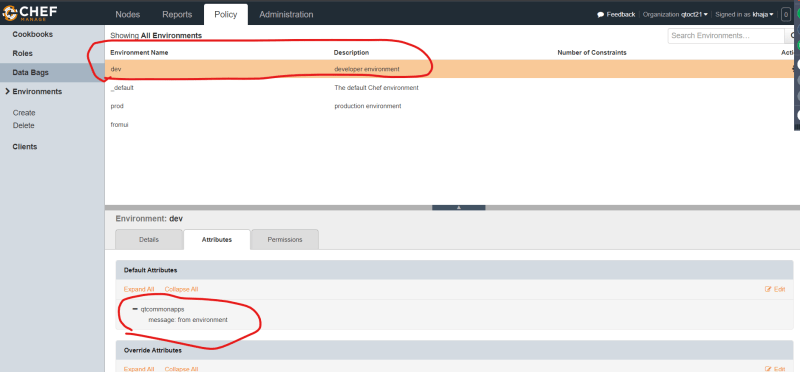 CHEF
MANAGE
Nodes Reports Policy Administration
Feedback Organization qtoct21 Signed in as khaja 0
Cookbooks
Roles
Data Bags
Environments
Create
Delete
Clients
Showing All Environments
Search Environments...
Environment Name Description Number of Constraints Acti
dev developer environment
_default The default Chef environment
prod production environment
fromui
Environment: dev
Details Attributes Permissions
Default Attributes
Expand All Collapse All Edit
qtcommonapps
message: from environment
Override Attributes
Expand All Collapse All Edit